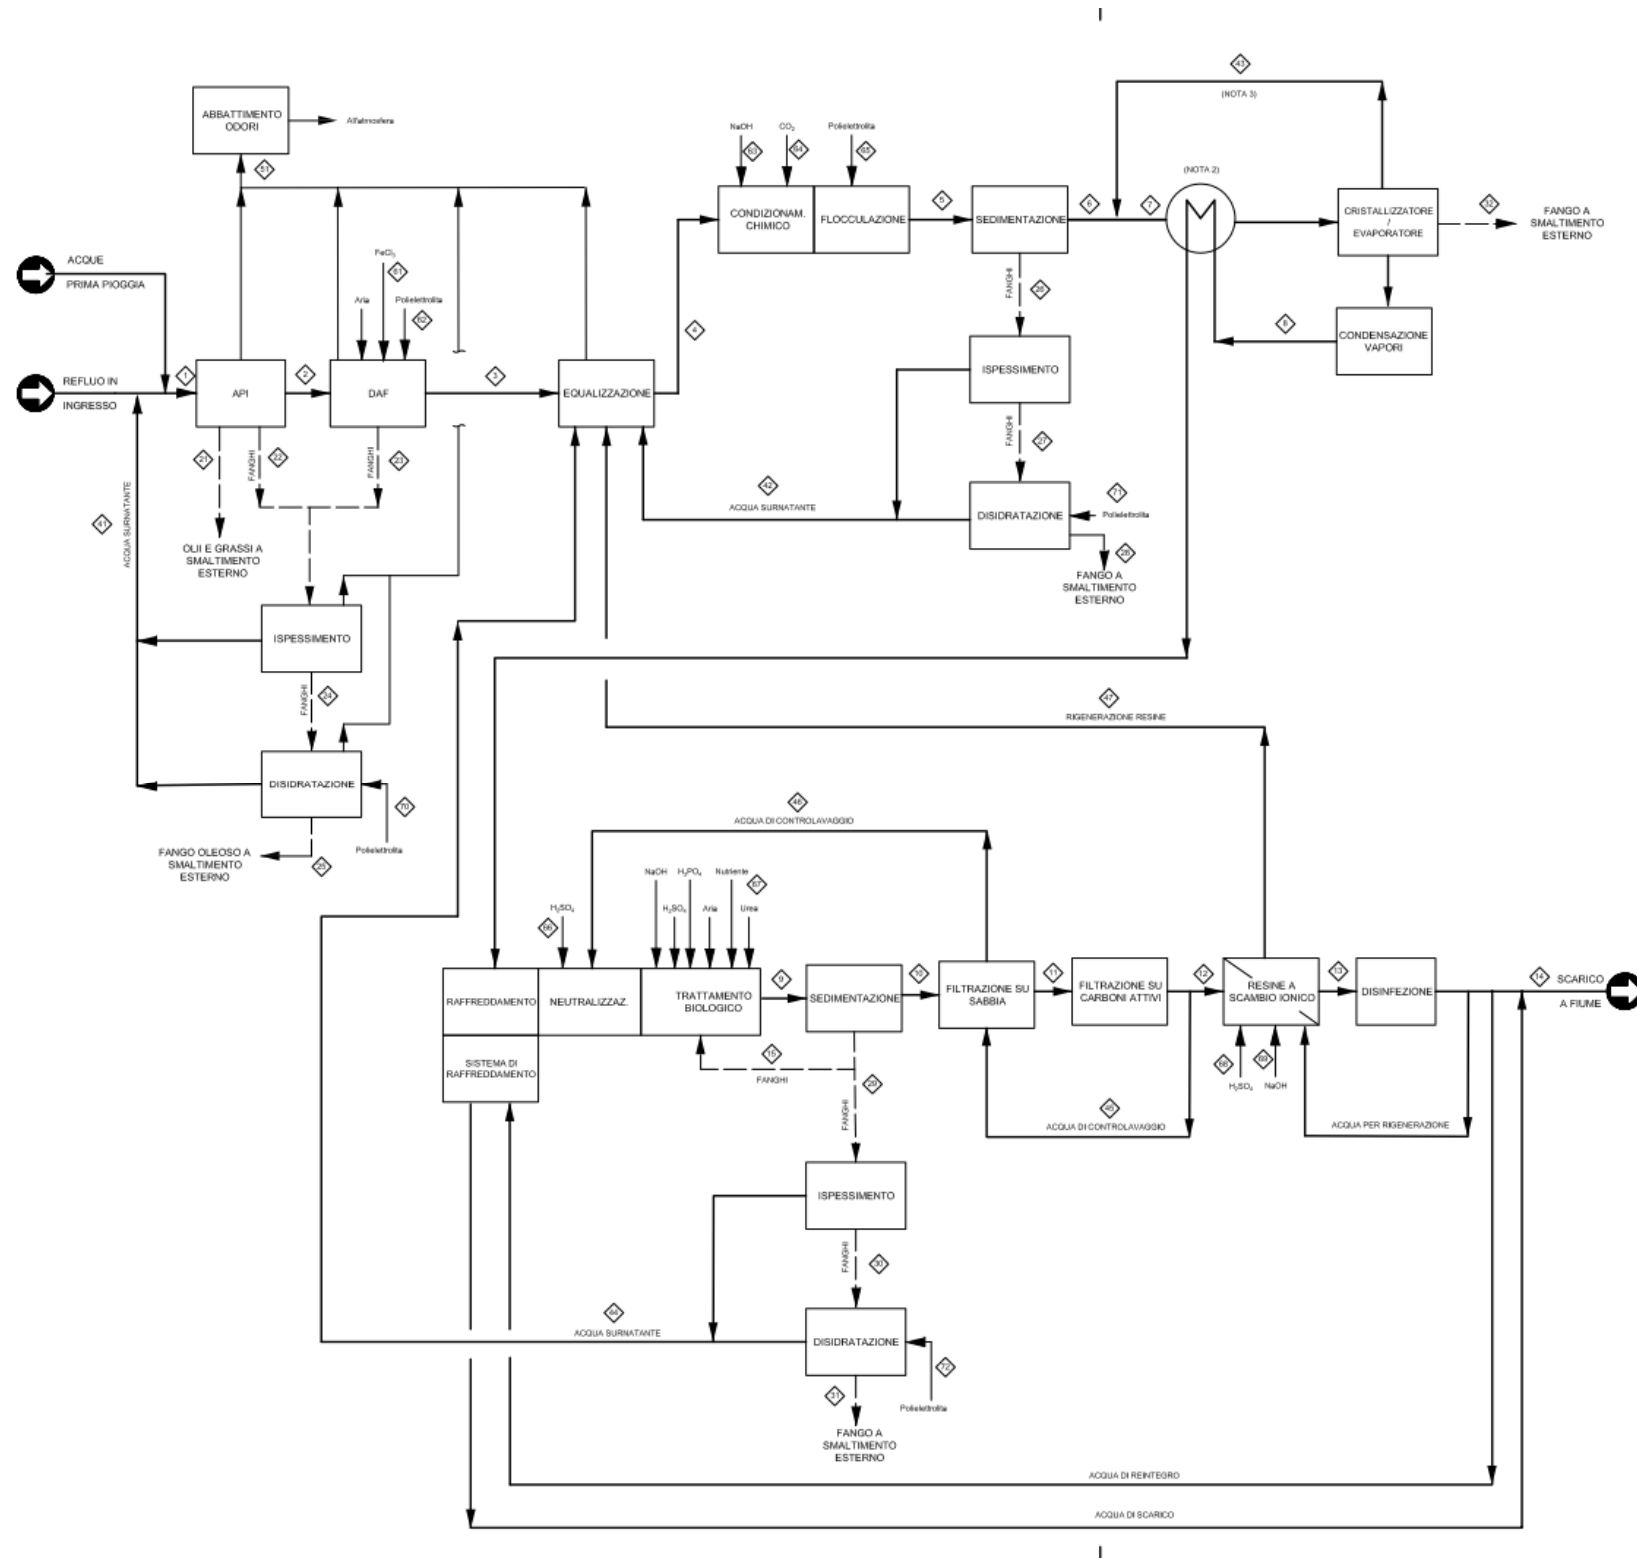 43
(NOTA 3)
ABBATTIMENTO
ODORI
All'atmosfera
51
NaOH
CO2
Polielettrolita
63
64
65
CONDIZIONAM.
CHIMICO
FLOCCULAZIONE
5
SEDIMENTAZIONE
6
7
(NOTA 2)
CRISTALLIZZATORE
/
EVAPORATORE
32
FANGO A
SMALTIMENTO
ESTERNO
ACQUE
PRIMA PIOGGIA
FeCl3
61
Aria
Polielettrolita
62
FANGHI
26
4
8
CONDENSAZIONE
VAPORI
REFLUO IN
INGRESSO
1
API
2
DAF
3
EQUALIZZAZIONE
ISPESSIMENTO
FANGHI
27
21
FANGHI
22
FANGHI
23
42
ACQUA SURNATANTE
DISIDRATAZIONE
71
Polielettrolita
28
FANGO A
SMALTIMENTO
ESTERNO
41
ACQUA SURNATANTE
OLII E GRASSI A
SMALTIMENTO
ESTERNO
ISPESSIMENTO
FANGHI
24
47
RIGENERAZIONE RESINE
DISIDRATAZIONE
70
Polielettrolita
FANGO OLEOSO A
SMALTIMENTO
ESTERNO
25
46
ACQUA DI CONTROLAVAGGIO
NaOH
H3PO4
Nutriente
67
H2SO4
66
H2SO4
Aria
Urea
RAFFREDDAMENTO
NEUTRALIZZAZ.
TRATTAMENTO
BIOLOGICO
9
SEDIMENTAZIONE
10
FILTRAZIONE SU
SABBIA
11
FILTRAZIONE SU
CARBONI ATTIVI
12
RESINE A
SCAMBIO IONICO
13
DISINFEZIONE
14
SCARICO
A FIUME
SISTEMA DI
RAFFREDDAMENTO
15
FANGHI
29
FANGHI
68
H2SO4
69
NaOH
45
ACQUA DI CONTROLAVAGGIO
ACQUA PER RIGENERAZIONE
ISPESSIMENTO
FANGHI
30
44
ACQUA SURNATANTE
DISIDRATAZIONE
72
Polielettrolita
31
FANGO A
SMALTIMENTO
ESTERNO
ACQUA DI REINTEGRO
ACQUA DI SCARICO